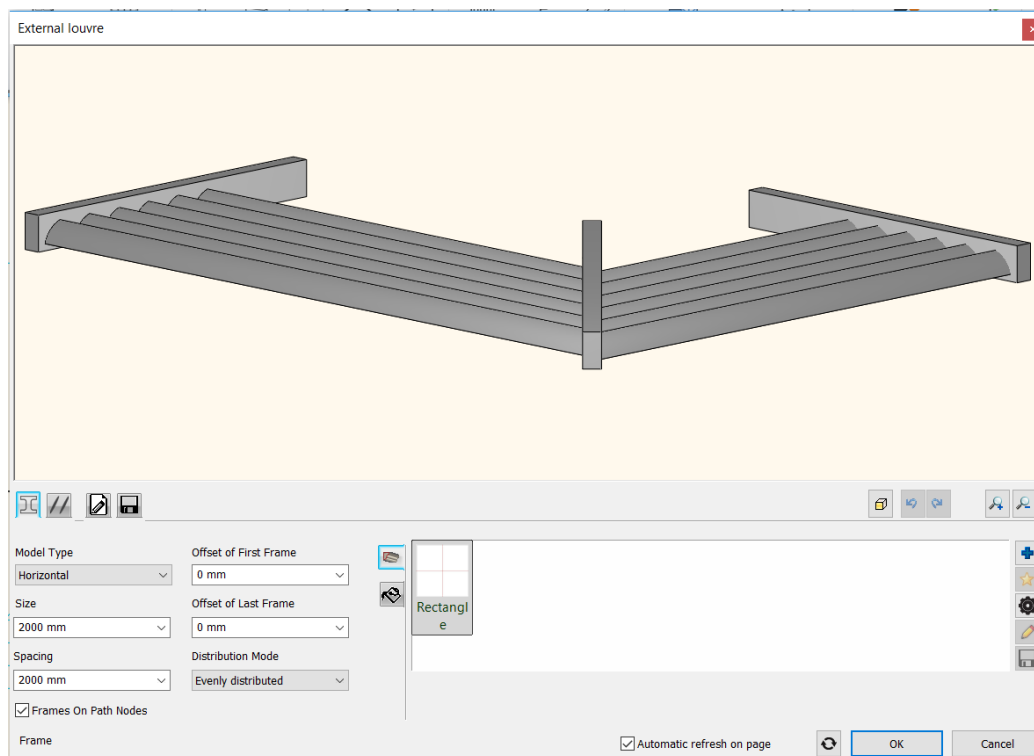 External louvre
Model Type
Offset of First Frame
Horizontal
0 mm
Size
Offset of Last Frame
2000 mm
0 mm
Spacing
Distribution Mode
2000 mm
Evenly distributed
Frames On Path Nodes
Rectangl
e
Frame
Automatic refresh on page
OK
Cancel